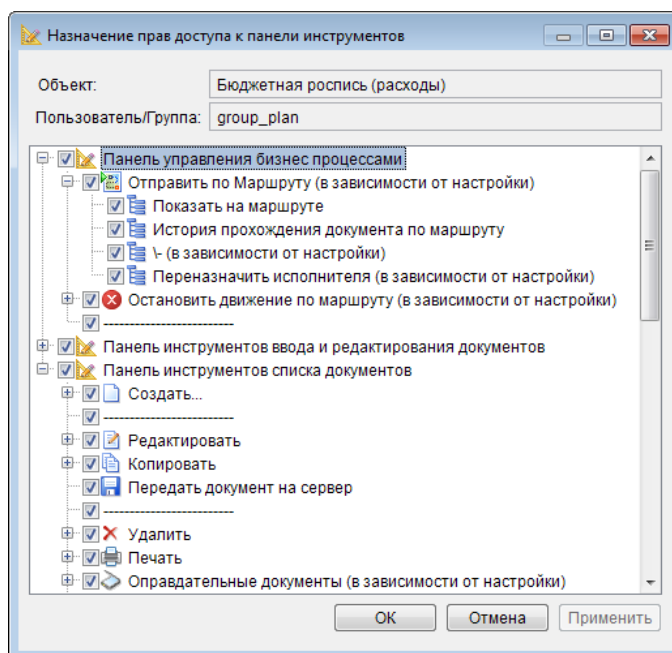 Назначение прав доступа к панели инструментов
Объект: Бюджетная роспись (расходы)
Пользователь/Группа: group_plan
Панель управления бизнес процессами
Отправить по Маршруту (в зависимости от настройки)
Показать на маршруте
История прохождения документа по маршруту
\- (в зависимости от настройки)
Переназначить исполнителя (в зависимости от настройки)
Остановить движение по маршруту (в зависимости от настройки)
-------------------------
Панель инструментов ввода и редактирования документов
Панель инструментов списка документов
Создать...
-------------------------
Редактировать
Копировать
Передать документ на сервер
-------------------------
Удалить
Печать
Оправдательные документы (в зависимости от настройки)
ОК Отмена Применить